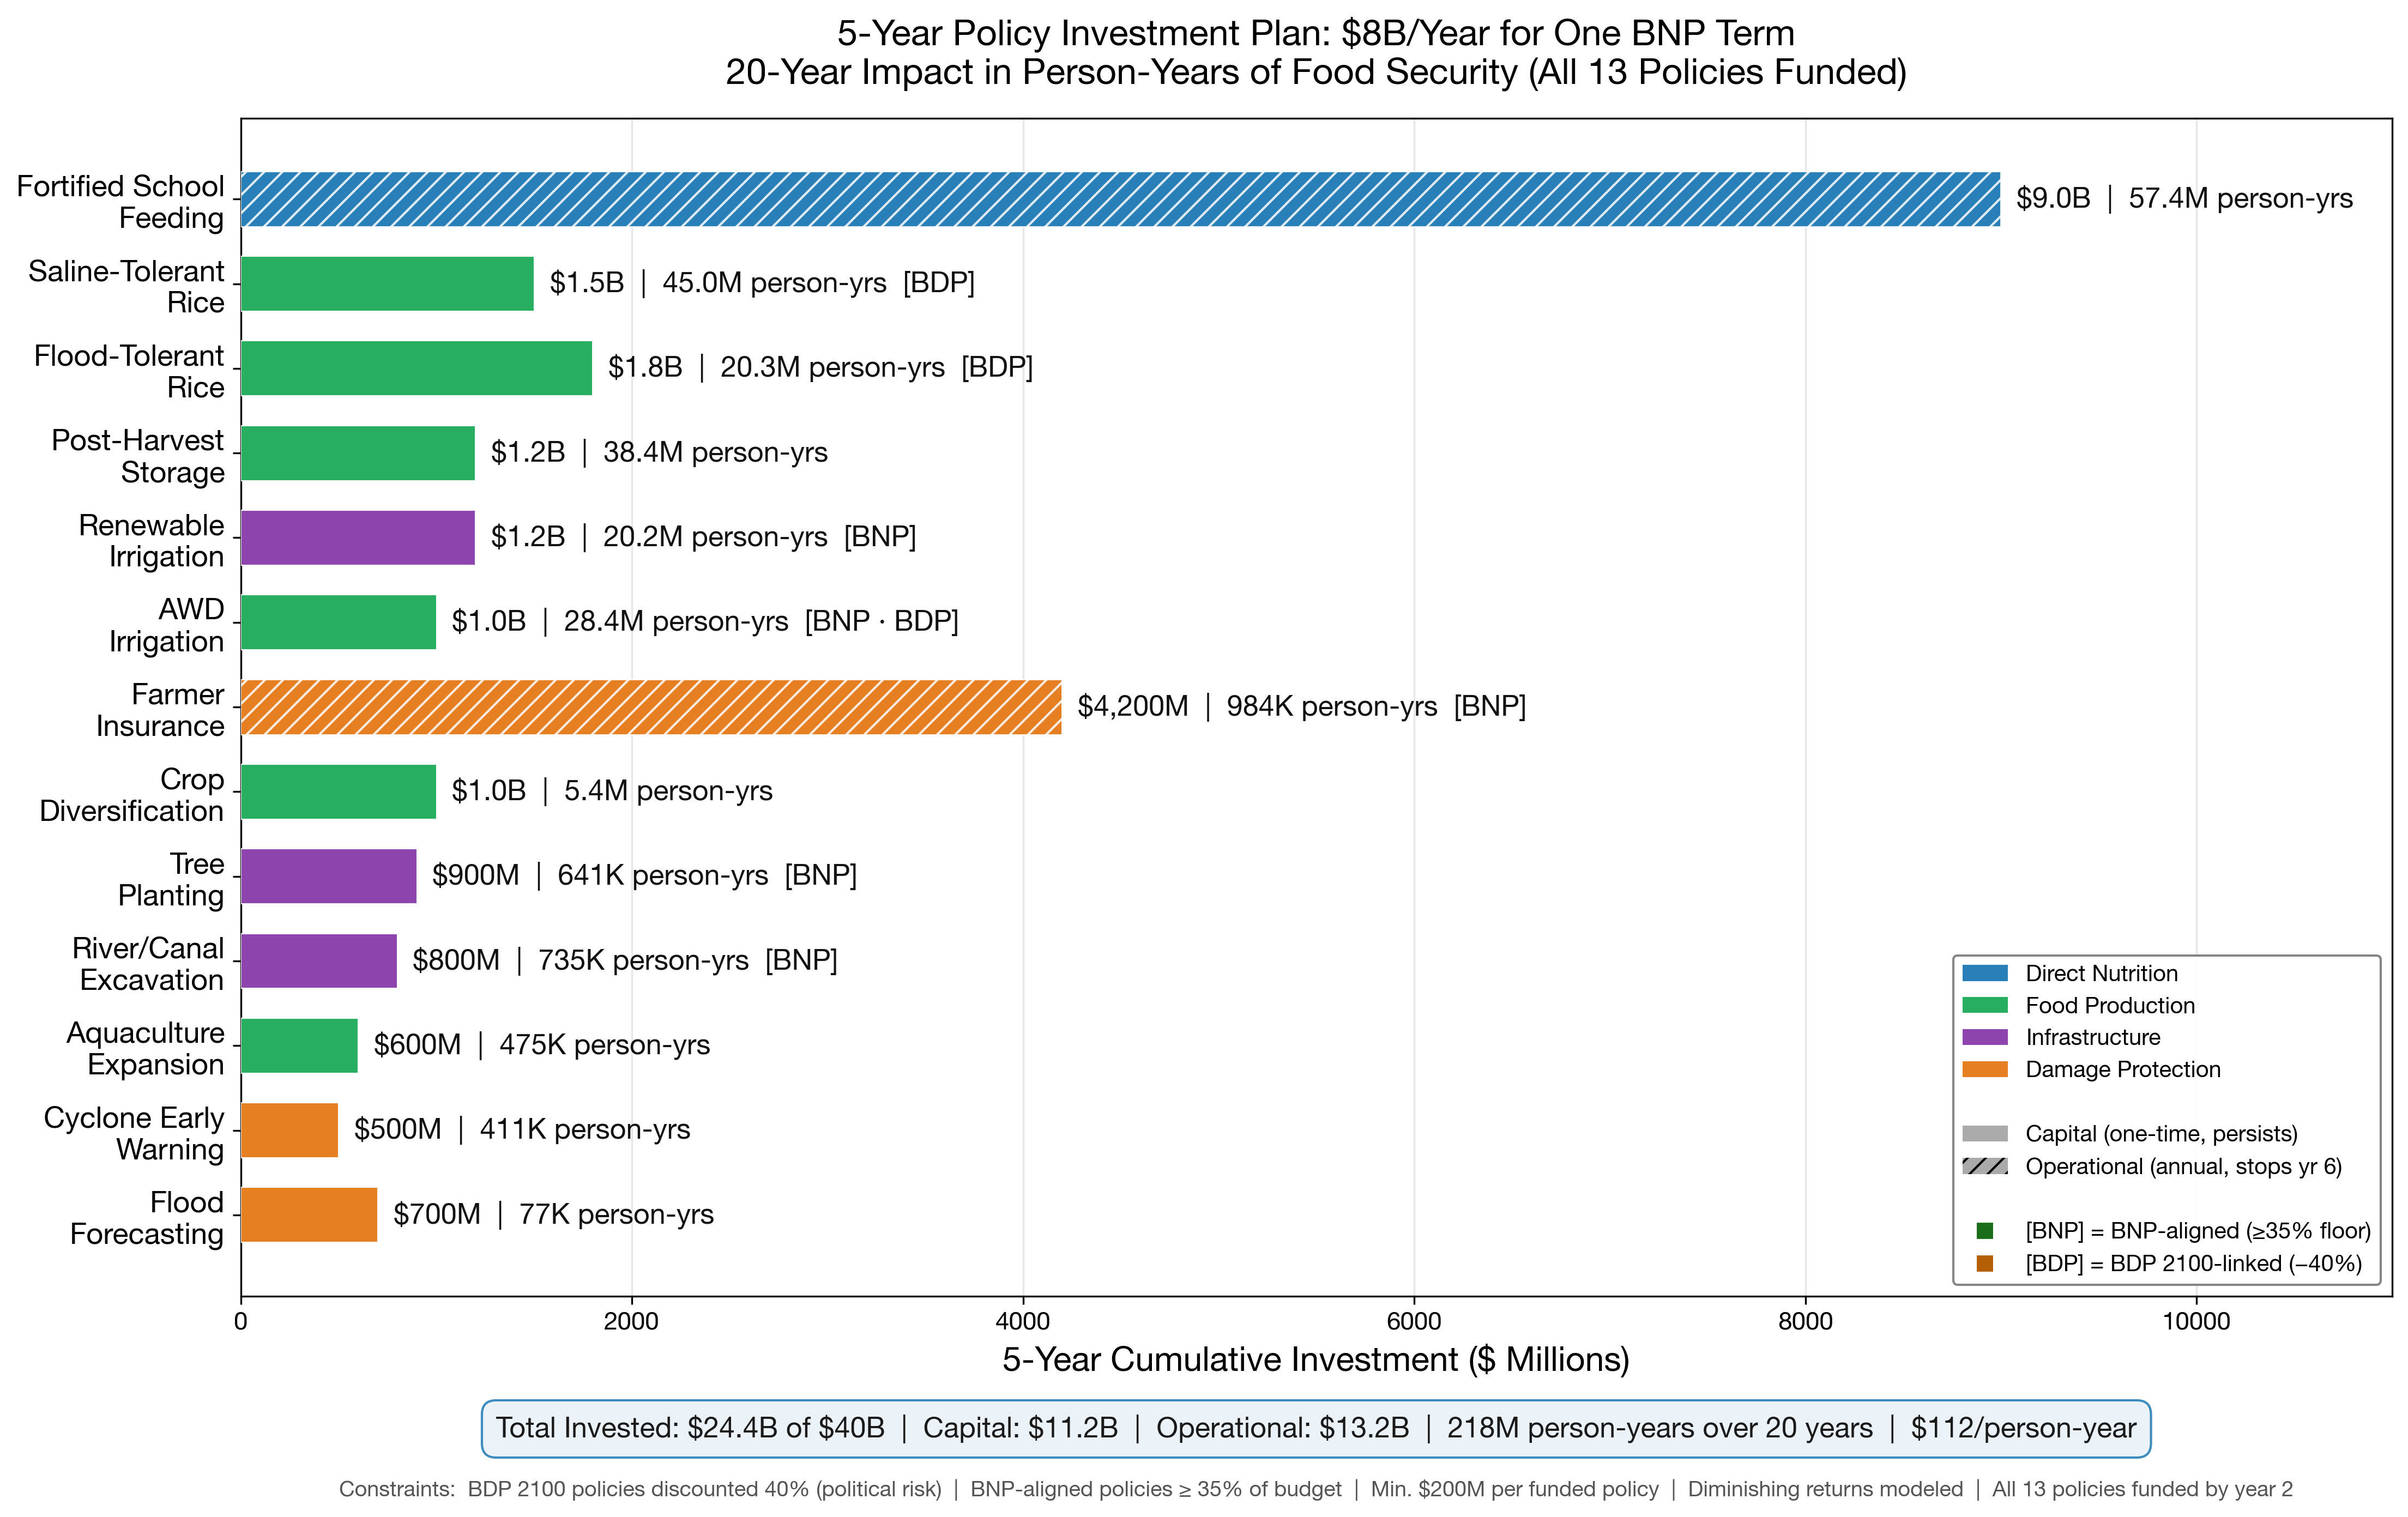 5-Year Policy Investment Plan: $8B/Year for One BNP Term
20-Year Impact in Person-Years of Food Security (All 13 Policies Funded)
Fortified School
Feeding
$9.0B | 57.4M person-yrs
Saline-Tolerant
Rice
$1.5B | 45.0M person-yrs [BDP]
Flood-Tolerant
Rice
$1.8B | 20.3M person-yrs [BDP]
Post-Harvest
Storage
$1.2B | 38.4M person-yrs
Renewable
Irrigation
$1.2B | 20.2M person-yrs [BNP]
AWD
Irrigation
$1.0B | 28.4M person-yrs [BNP · BDP]
Farmer
Insurance
$4,200M | 984K person-yrs [BNP]
Crop
Diversification
$1.0B | 5.4M person-yrs
Tree
Planting
$900M | 641K person-yrs [BNP]
River/Canal
Excavation
$800M | 735K person-yrs [BNP]
Aquaculture
Expansion
$600M | 475K person-yrs
Cyclone Early
Warning
$500M | 411K person-yrs
Flood
Forecasting
$700M | 77K person-yrs
Direct Nutrition
Food Production
Infrastructure
Damage Protection
Capital (one-time, persists)
Operational (annual, stops yr 6)
[BNP] = BNP-aligned (≥35% floor)
[BDP] = BDP 2100-linked (−40%)
0 2000 4000 6000 8000 10000
5-Year Cumulative Investment ($ Millions)
Total Invested: $24.4B of $40B | Capital: $11.2B | Operational: $13.2B | 218M person-years over 20 years | $112/person-year
Constraints: BDP 2100 policies discounted 40% (political risk) | BNP-aligned policies ≥ 35% of budget | Min. $200M per funded policy | Diminishing returns modeled | All 13 policies funded by year 2